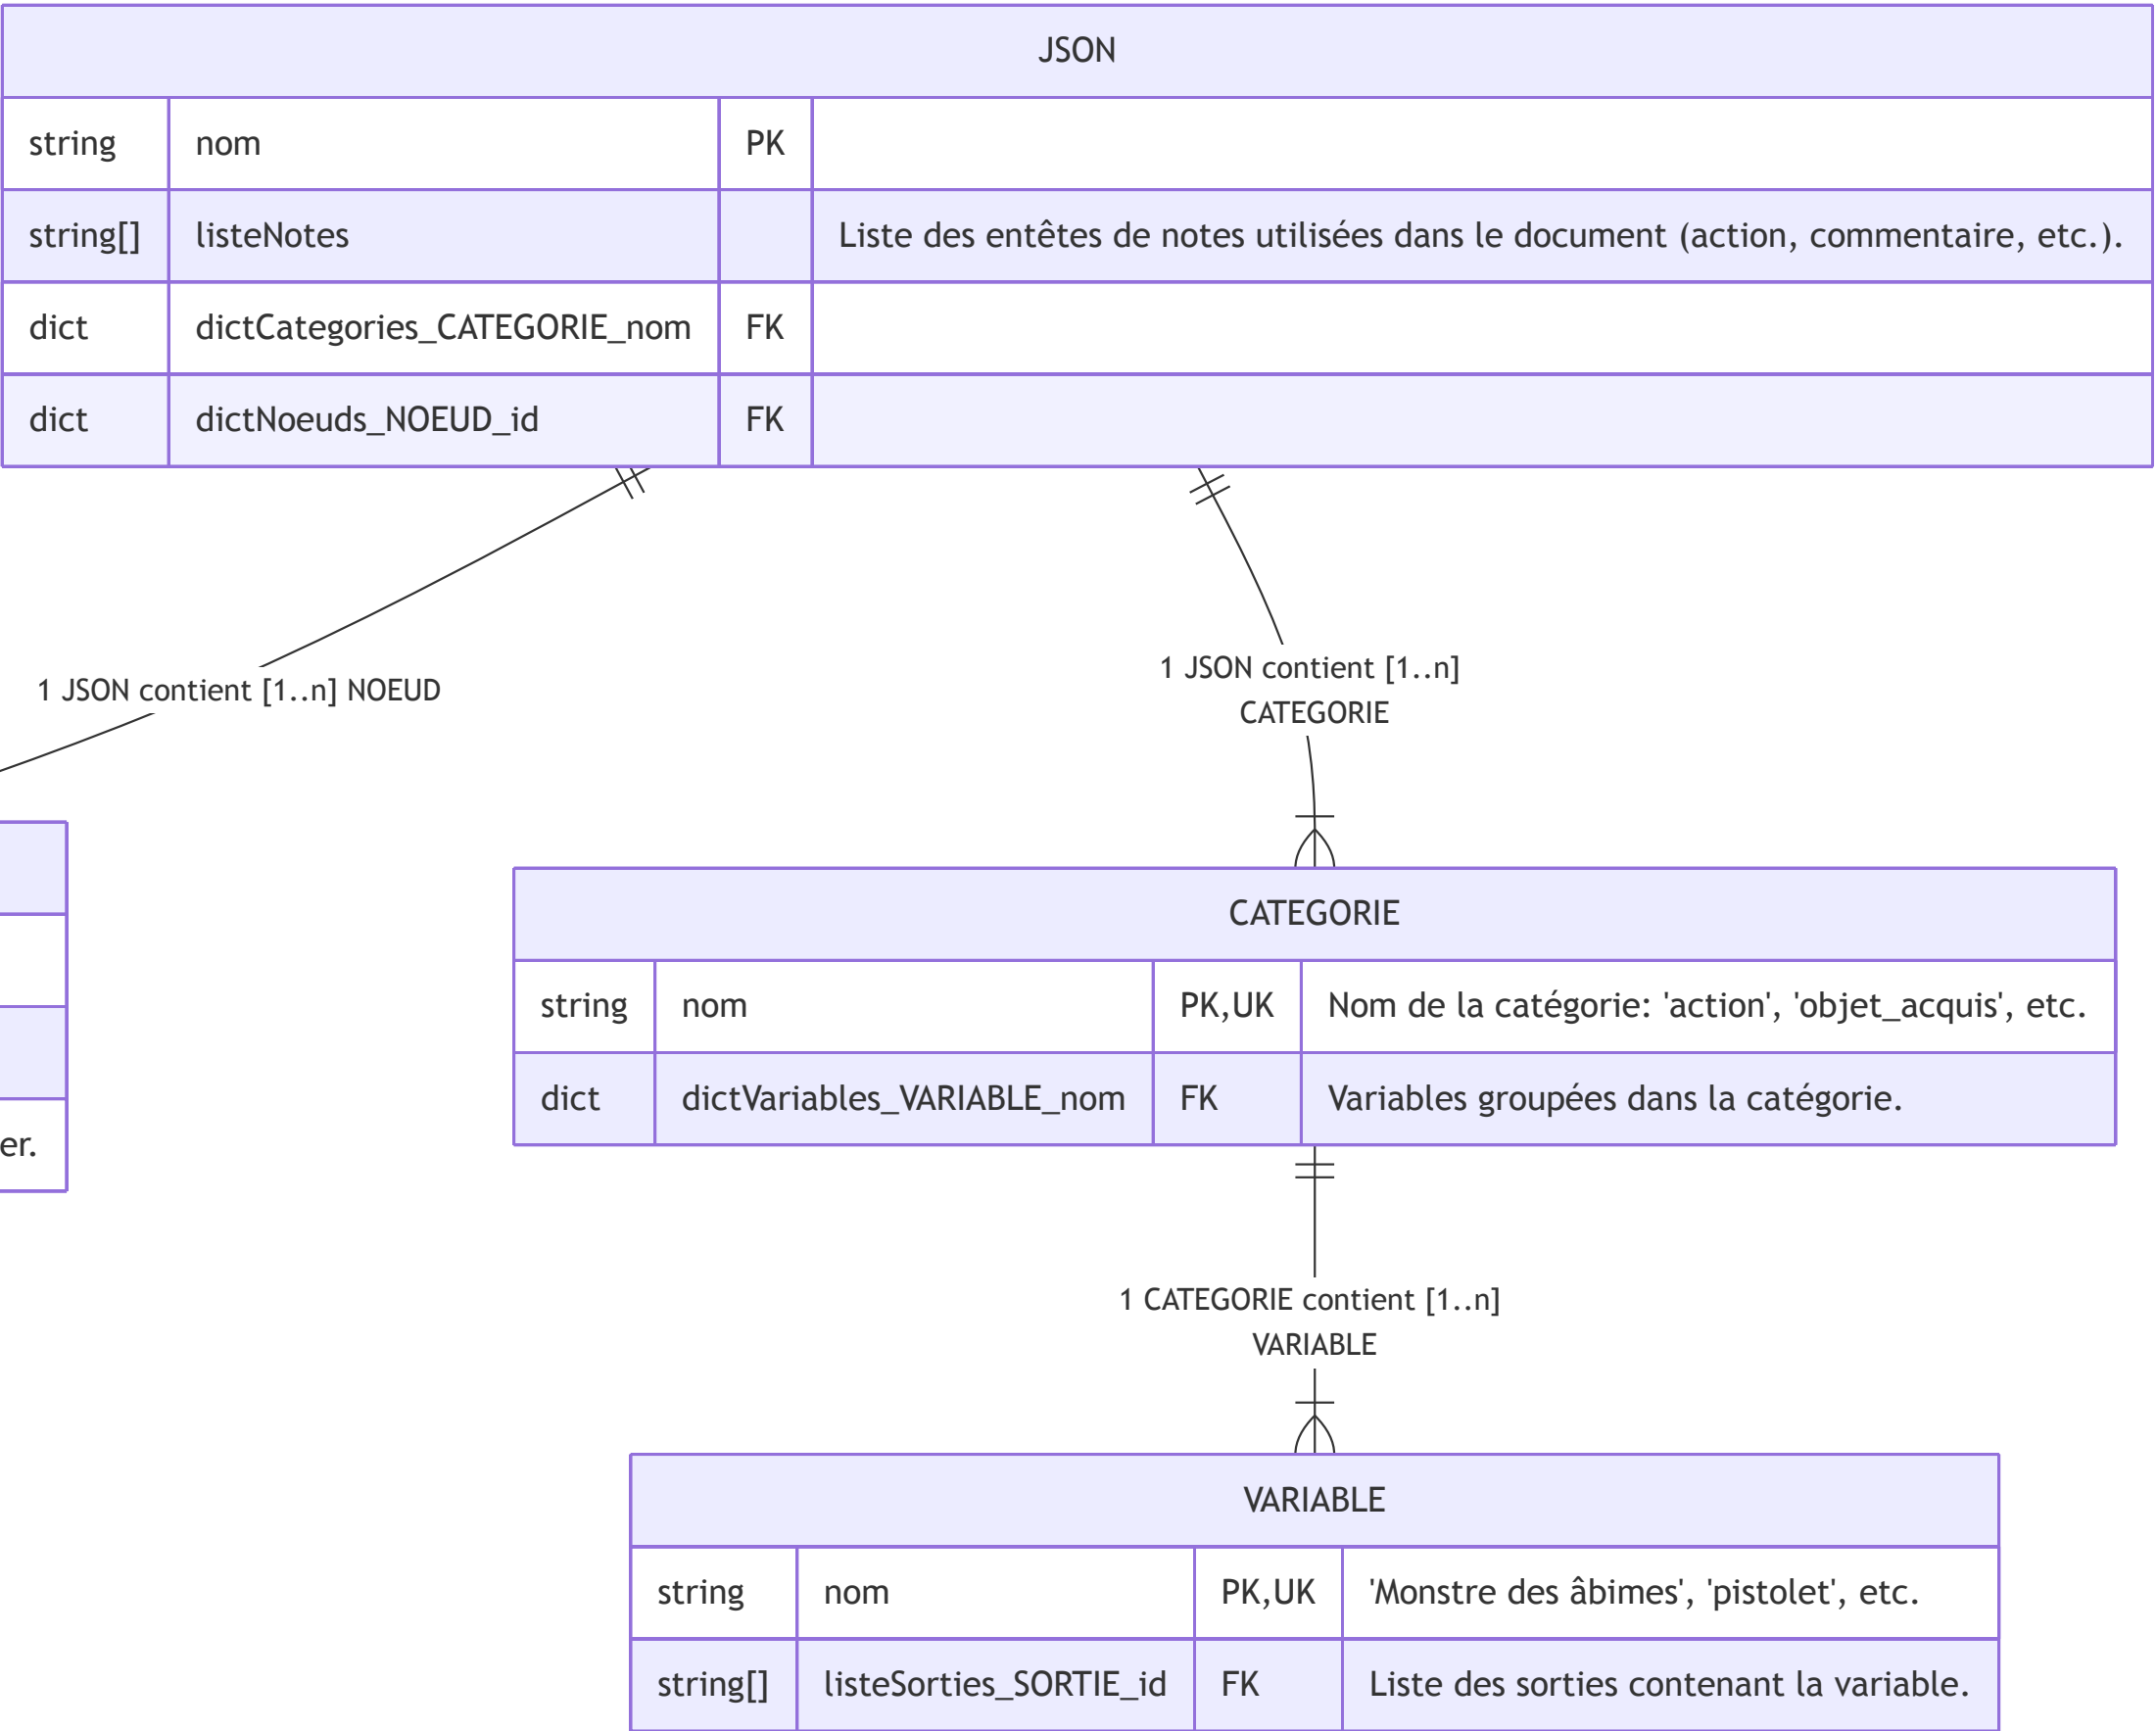 JSON
string nom PK
string[] listeNotes Liste des entêtes de notes utilisées dans le document (action, commentaire, etc.).
dict dictCategories_CATEGORIE_nom FK
dict dictNoeuds_NOEUD_id FK
1 JSON contient [1..n] NOEUD
1 JSON contient [1..n]
CATEGORIE
er.
CATEGORIE
string nom PK,UK Nom de la catégorie: 'action', 'objet_acquis', etc.
dict dictVariables_VARIABLE_nom FK Variables groupées dans la catégorie.
1 CATEGORIE contient [1..n]
VARIABLE
VARIABLE
string nom PK,UK 'Monstre des âbimes', 'pistolet', etc.
string[] listeSorties_SORTIE_id FK Liste des sorties contenant la variable.